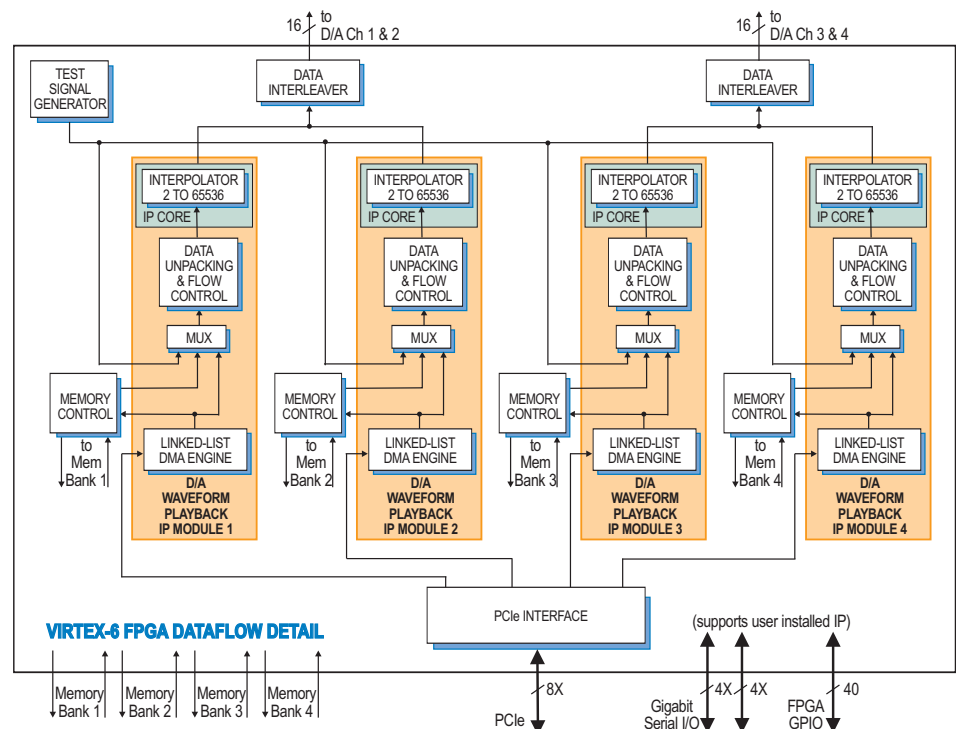 16
to
D/A Ch 1 & 2
16
to
D/A Ch 3 & 4
TEST
SIGNAL
GENERATOR
DATA
INTERLEAVER
DATA
INTERLEAVER
INTERPOLATOR
2 TO 65536
IP CORE
DATA
UNPACKING
& FLOW
CONTROL
MUX
MEMORY
CONTROL
to
Mem
Bank 1
LINKED-LIST
DMA ENGINE
D/A
WAVEFORM
PLAYBACK
IP MODULE 1
INTERPOLATOR
2 TO 65536
IP CORE
DATA
UNPACKING
& FLOW
CONTROL
MUX
MEMORY
CONTROL
to
Mem
Bank 2
LINKED-LIST
DMA ENGINE
D/A
WAVEFORM
PLAYBACK
IP MODULE 2
INTERPOLATOR
2 TO 65536
IP CORE
DATA
UNPACKING
& FLOW
CONTROL
MUX
MEMORY
CONTROL
to
Mem
Bank 3
LINKED-LIST
DMA ENGINE
D/A
WAVEFORM
PLAYBACK
IP MODULE 3
INTERPOLATOR
2 TO 65536
IP CORE
DATA
UNPACKING
& FLOW
CONTROL
MUX
MEMORY
CONTROL
to
Mem
Bank 4
LINKED-LIST
DMA ENGINE
D/A
WAVEFORM
PLAYBACK
IP MODULE 4
PCIe INTERFACE
VIRTEX-6 FPGA DATAFLOW DETAIL
(supports user installed IP)
Memory
Bank 1
Memory
Bank 2
Memory
Bank 3
Memory
Bank 4
8X
PCIe
4X
4X
Gigabit
Serial I/O
40
FPGA
GPIO